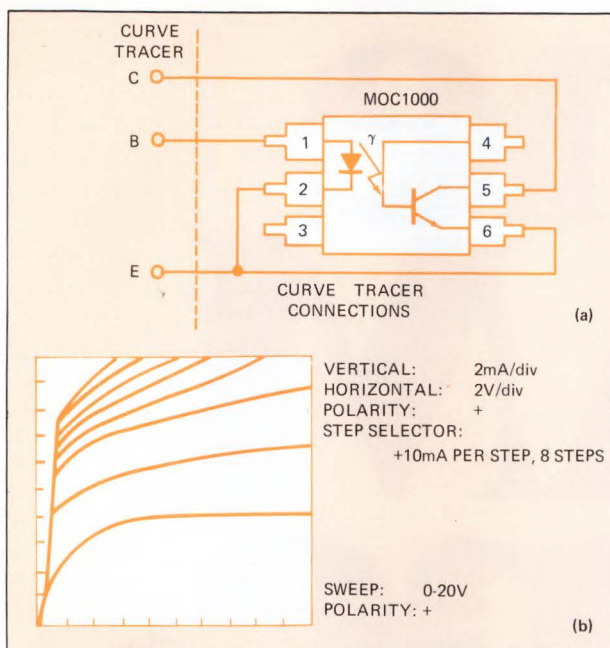 CURVE
TRACER
C
MOC1000
B
1
γ
4
2
5
3
6
E
CURVE TRACER
CONNECTIONS
(a)
VERTICAL: 2mA/div
HORIZONTAL: 2V/div
POLARITY: +
STEP SELECTOR:
+10mA PER STEP, 8 STEPS
SWEEP: 0-20V
POLARITY: +
(b)